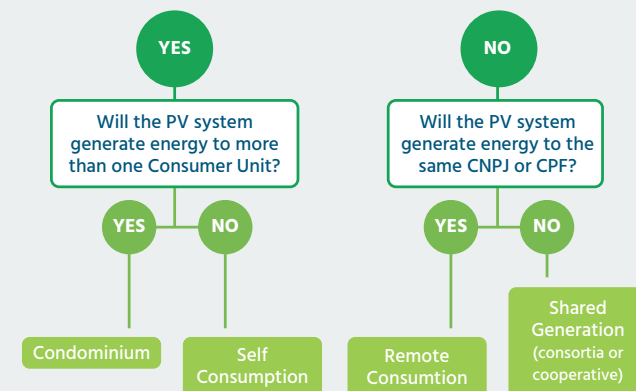 YES
NO
Will the PV system
generate energy to more
than one Consumer Unit?
Will the PV system
generate energy to the
same CNPJ or CPF?
YES
NO
YES
NO
Condominium
Self
Consumption
Remote
Consumtion
Shared
Generation
(consortia or
cooperative)